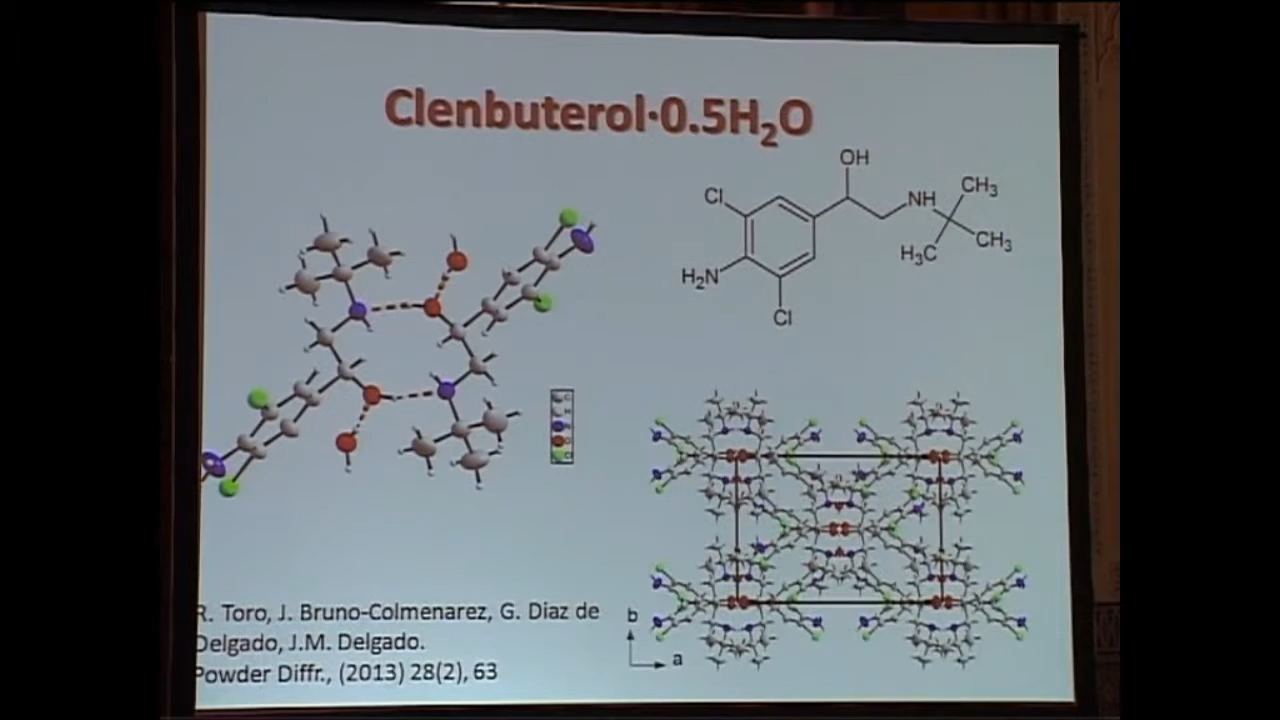 Clenbuterol·0.5H₂O
OH
Cl
NH
CH₃
CH₃
H₃C
H₂N
Cl
b
a
R. Toro, J. Bruno-Colmenarez, G. Diaz de
Delgado, J.M. Delgado.
Powder Diffr., (2013) 28(2), 63